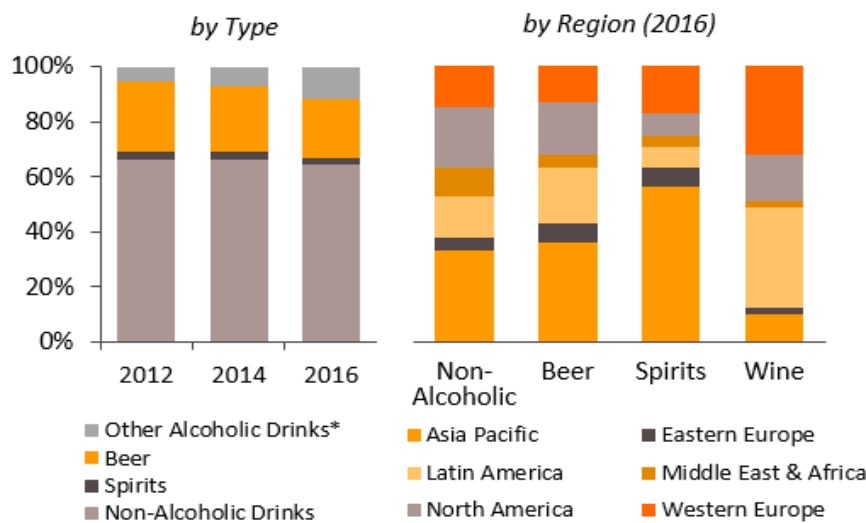 by Type
by Region (2016)
100%
80%
60%
40%
20%
0%
2012
2014
2016
Non-
Alcoholic
Beer
Spirits
Wine
Other Alcoholic Drinks*
Beer
Spirits
Non-Alcoholic Drinks
Asia Pacific
Eastern Europe
Latin America
Middle East & Africa
North America
Western Europe